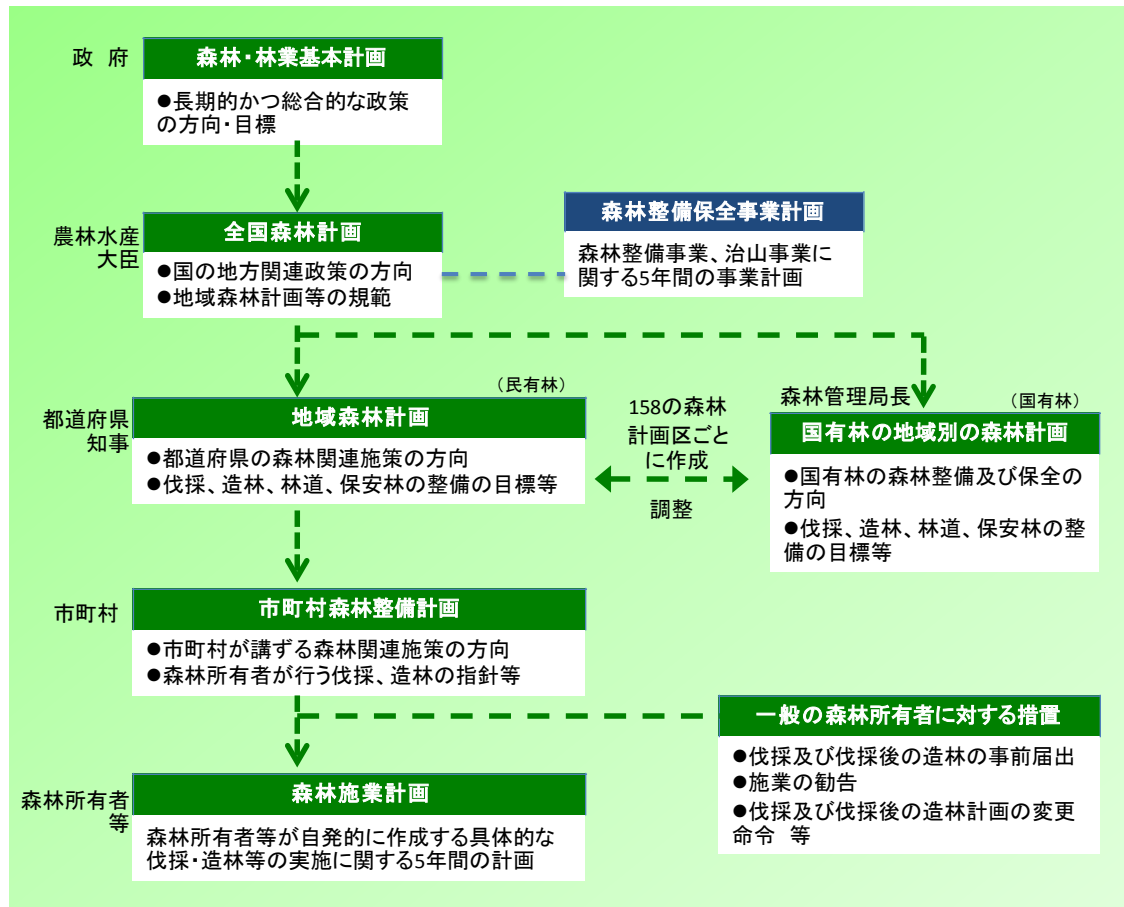 政　府
森林・林業基本計画
●長期的かつ総合的な政策
の方向・目標
農林水産
大臣
全国森林計画
●国の地方関連政策の方向
●地域森林計画等の規範
森林整備保全事業計画
森林整備事業、治山事業に
関する5年間の事業計画
（民有林）
都道府県
知事
地域森林計画
●都道府県の森林関連施策の方向
●伐採、造林、林道、保安林の整備の目標等
158の森林
計画区ごと
に作成
調整
森林管理局長
（国有林）
国有林の地域別の森林計画
●国有林の森林整備及び保全の
方向
●伐採、造林、林道、保安林の整
備の目標等
市町村
市町村森林整備計画
●市町村が講ずる森林関連施策の方向
●森林所有者が行う伐採、造林の指針等
一般の森林所有者に対する措置
●伐採及び伐採後の造林の事前届出
●施業の勧告
●伐採及び伐採後の造林計画の変更
命令　等
森林所有者
等
森林施業計画
森林所有者等が自発的に作成する具体的な
伐採・造林等の実施に関する5年間の計画